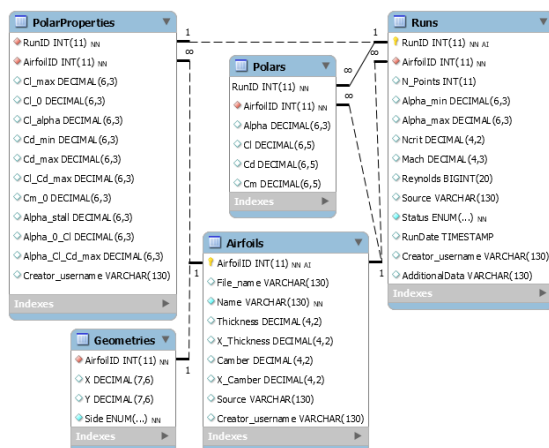 PolarProperties
RunID INT(11) NN
AirfoilID INT(11) NN
Cl_max DECIMAL(6,3)
Cl_0 DECIMAL(6,3)
Cl_alpha DECIMAL(6,3)
Cd_min DECIMAL(6,3)
Cd_max DECIMAL(6,3)
Cl_Cd_max DECIMAL(6,3)
Cm_0 DECIMAL(6,3)
Alpha_stall DECIMAL(6,3)
Alpha_0_Cl DECIMAL(6,3)
Alpha_Cl_Cd_max DECIMAL(6,3)
Creator_username VARCHAR(130)
Indexes
1
∞
∞
1
Polars
RunID INT(11) NN
AirfoilID INT(11) NN
Alpha DECIMAL(6,3)
Cl DECIMAL(6,5)
Cd DECIMAL(6,5)
Cm DECIMAL(6,5)
Indexes
∞
∞
1
∞
Runs
RunID INT(11) NN AI
AirfoilID INT(11) NN
N_Points INT(11)
Alpha_min DECIMAL(6,3)
Alpha_max DECIMAL(6,3)
Ncrit DECIMAL(4,2)
Mach DECIMAL(4,3)
Reynolds BIGINT(20)
Source VARCHAR(130)
Status ENUM(...) NN
RunDate TIMESTAMP
Creator_username VARCHAR(130)
AdditionalData VARCHAR(130)
Indexes
Airfoils
AirfoilID INT(11) NN AI
File_name VARCHAR(130)
Name VARCHAR(130) NN
Thickness DECIMAL(4,2)
X_Thickness DECIMAL(4,2)
Camber DECIMAL(4,2)
X_Camber DECIMAL(4,2)
Source VARCHAR(130)
Creator_username VARCHAR(130)
Indexes
1
Geometries
AirfoilID INT(11) NN
X DECIMAL(7,6)
Y DECIMAL(7,6)
Side ENUM(...) NN
Indexes
1